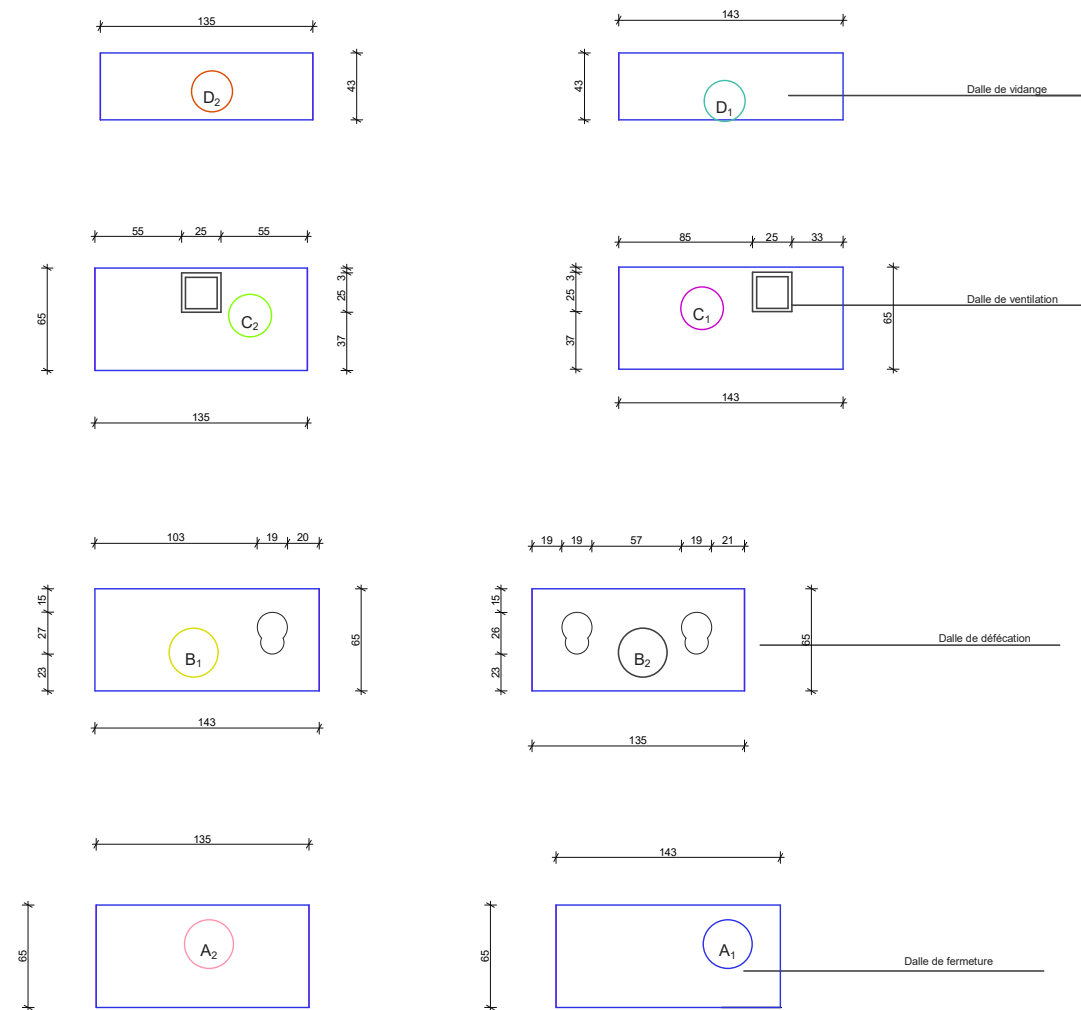 135
143
43
D2
43
D1
Dalle de vidange
55 25 55
85 25 33
65
3
25
37
C2
3
25
37
C1
65
Dalle de ventilation
135
143
103 19 20
19 19 57 19 21
15
27
23
B1
65
15
26
23
B2
65
Dalle de défécation
143
135
135
143
65
A2
65
A1
Dalle de fermeture